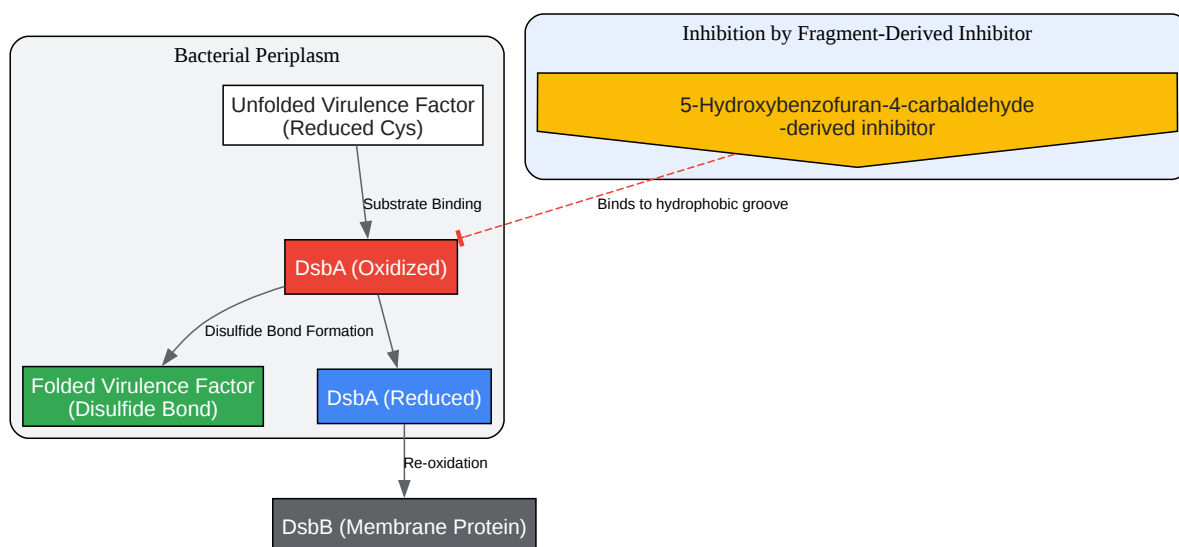 Inhibition by Fragment-Derived Inhibitor
Bacterial Periplasm
5-Hydroxybenzofuran-4-carbaldehyde
-derived inhibitor
Unfolded Virulence Factor
(Reduced Cys)
Substrate Binding
Binds to hydrophobic groove
DsbA (Oxidized)
Disulfide Bond Formation
Folded Virulence Factor
(Disulfide Bond)
DsbA (Reduced)
Re-oxidation
DsbB (Membrane Protein)